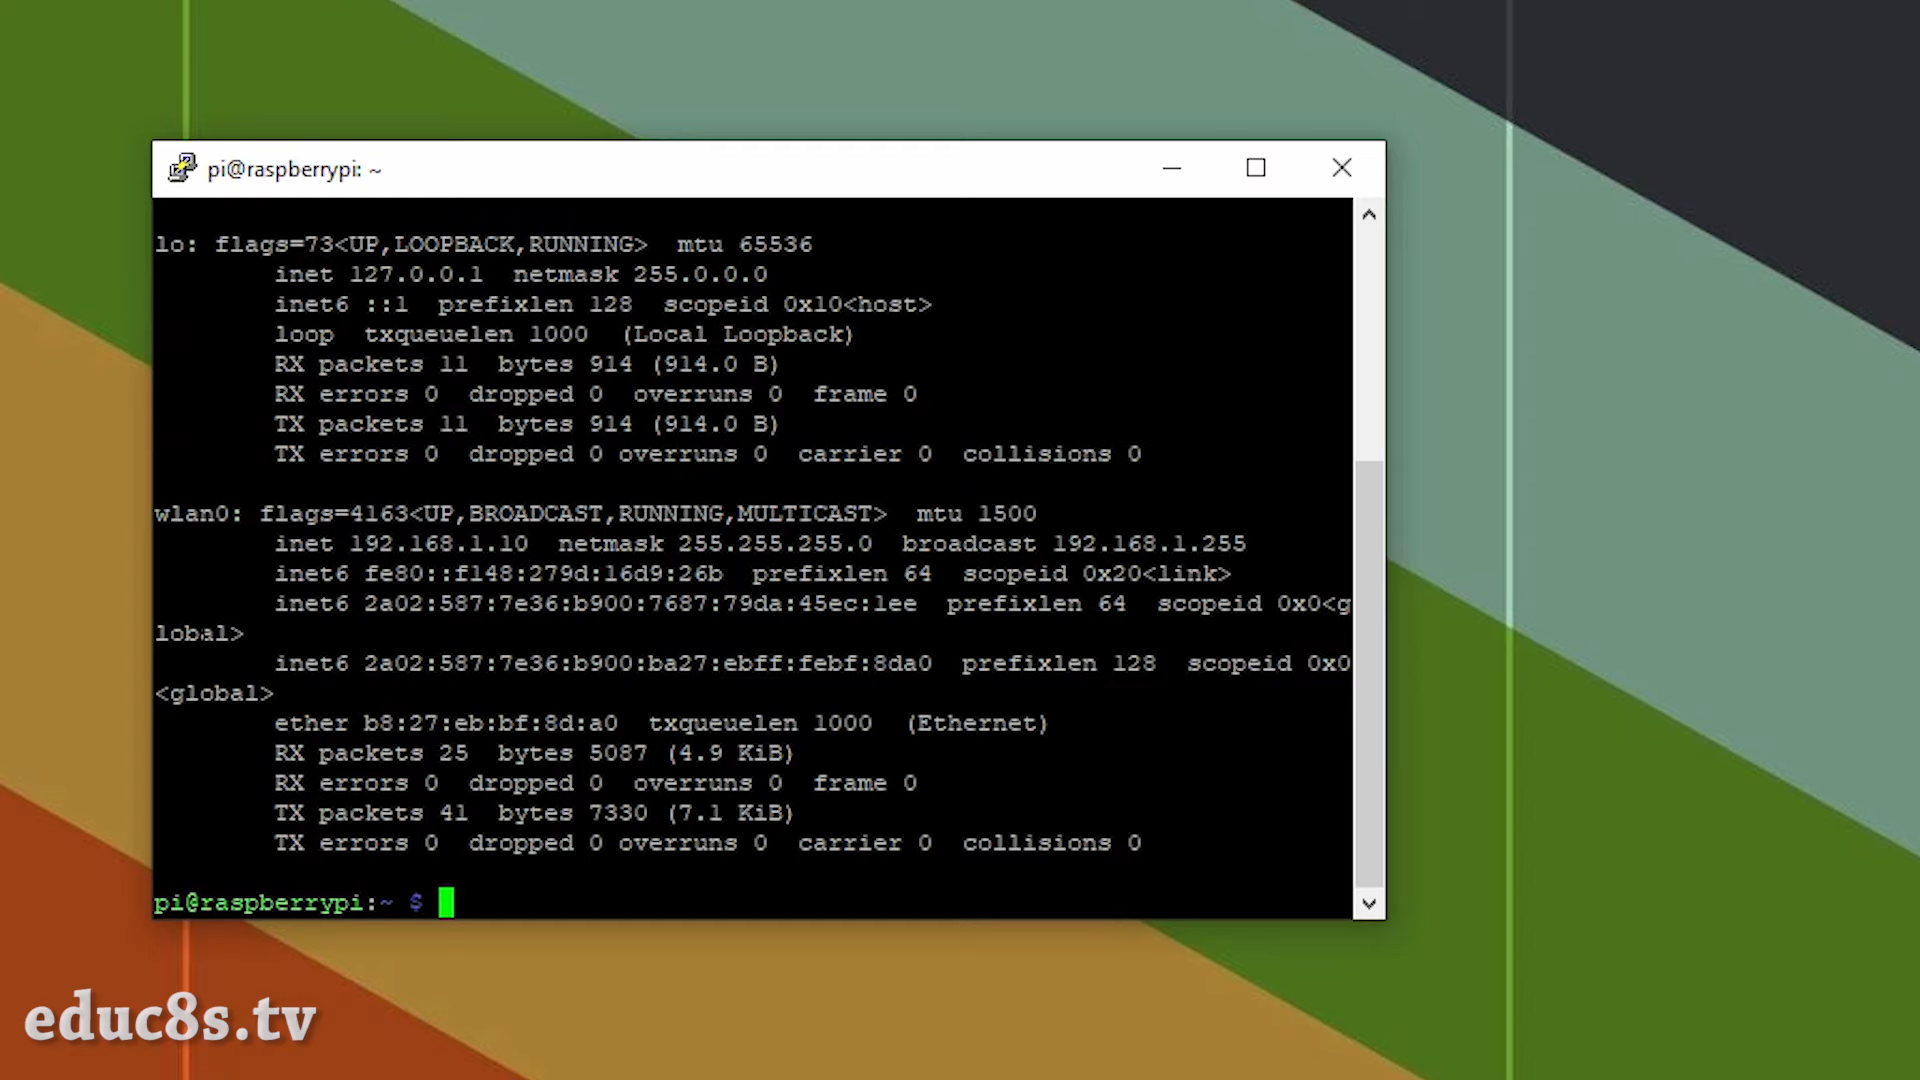 pi@raspberrypi: ~
lo: flags=73<UP,LOOPBACK,RUNNING>  mtu 65536
inet 127.0.0.1  netmask 255.0.0.0
inet6 ::1  prefixlen 128  scopeid 0x10<host>
loop  txqueuelen 1000  (Local Loopback)
RX packets 11  bytes 914 (914.0 B)
RX errors 0  dropped 0  overruns 0  frame 0
TX packets 11  bytes 914 (914.0 B)
TX errors 0  dropped 0 overruns 0  carrier 0  collisions 0
wlan0: flags=4163<UP,BROADCAST,RUNNING,MULTICAST>  mtu 1500
inet 192.168.1.10  netmask 255.255.255.0  broadcast 192.168.1.255
inet6 fe80::f148:279d:16d9:26b  prefixlen 64  scopeid 0x20<link>
inet6 2a02:587:7e36:b900:7687:79da:45ec:1ee  prefixlen 64  scopeid 0x0<g
lobal>
inet6 2a02:587:7e36:b900:ba27:ebff:febf:8da0  prefixlen 128  scopeid 0x0
<global>
ether b8:27:eb:bf:8d:a0  txqueuelen 1000  (Ethernet)
RX packets 25  bytes 5087 (4.9 KiB)
RX errors 0  dropped 0  overruns 0  frame 0
TX packets 41  bytes 7330 (7.1 KiB)
TX errors 0  dropped 0 overruns 0  carrier 0  collisions 0
pi@raspberrypi:~ $
educ8s.tv